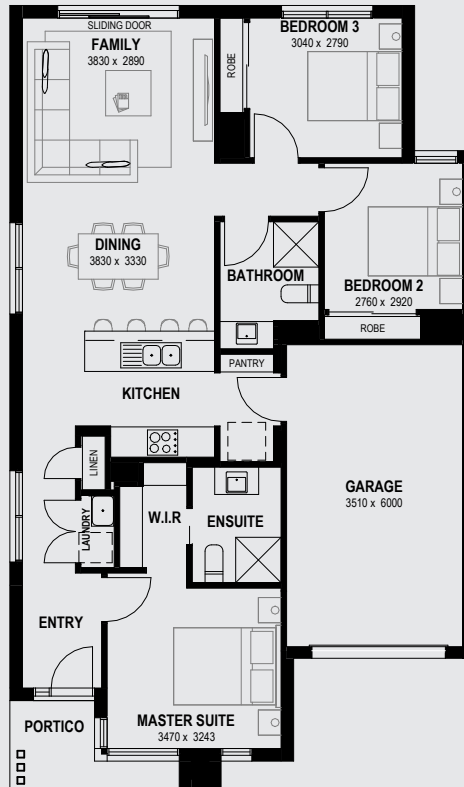 SLIDING DOOR
FAMILY
3830 x 2890
ROBE
BEDROOM 3
3040 x 2790
DINING
3830 x 3330
BATHROOM
BEDROOM 2
2760 x 2920
ROBE
PANTRY
KITCHEN
LINEN
LAUNDRY
W.I.R
ENSUITE
GARAGE
3510 x 6000
ENTRY
PORTICO
MASTER SUITE
3470 x 3243